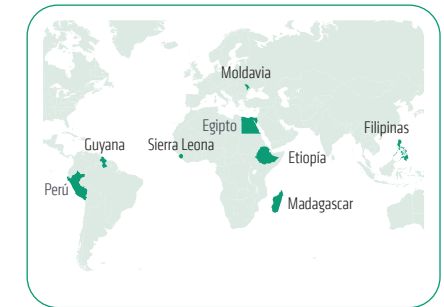 Moldavia
Egipto
Filipinas
Guyana
Sierra Leona
Etiopía
Perú
Madagascar